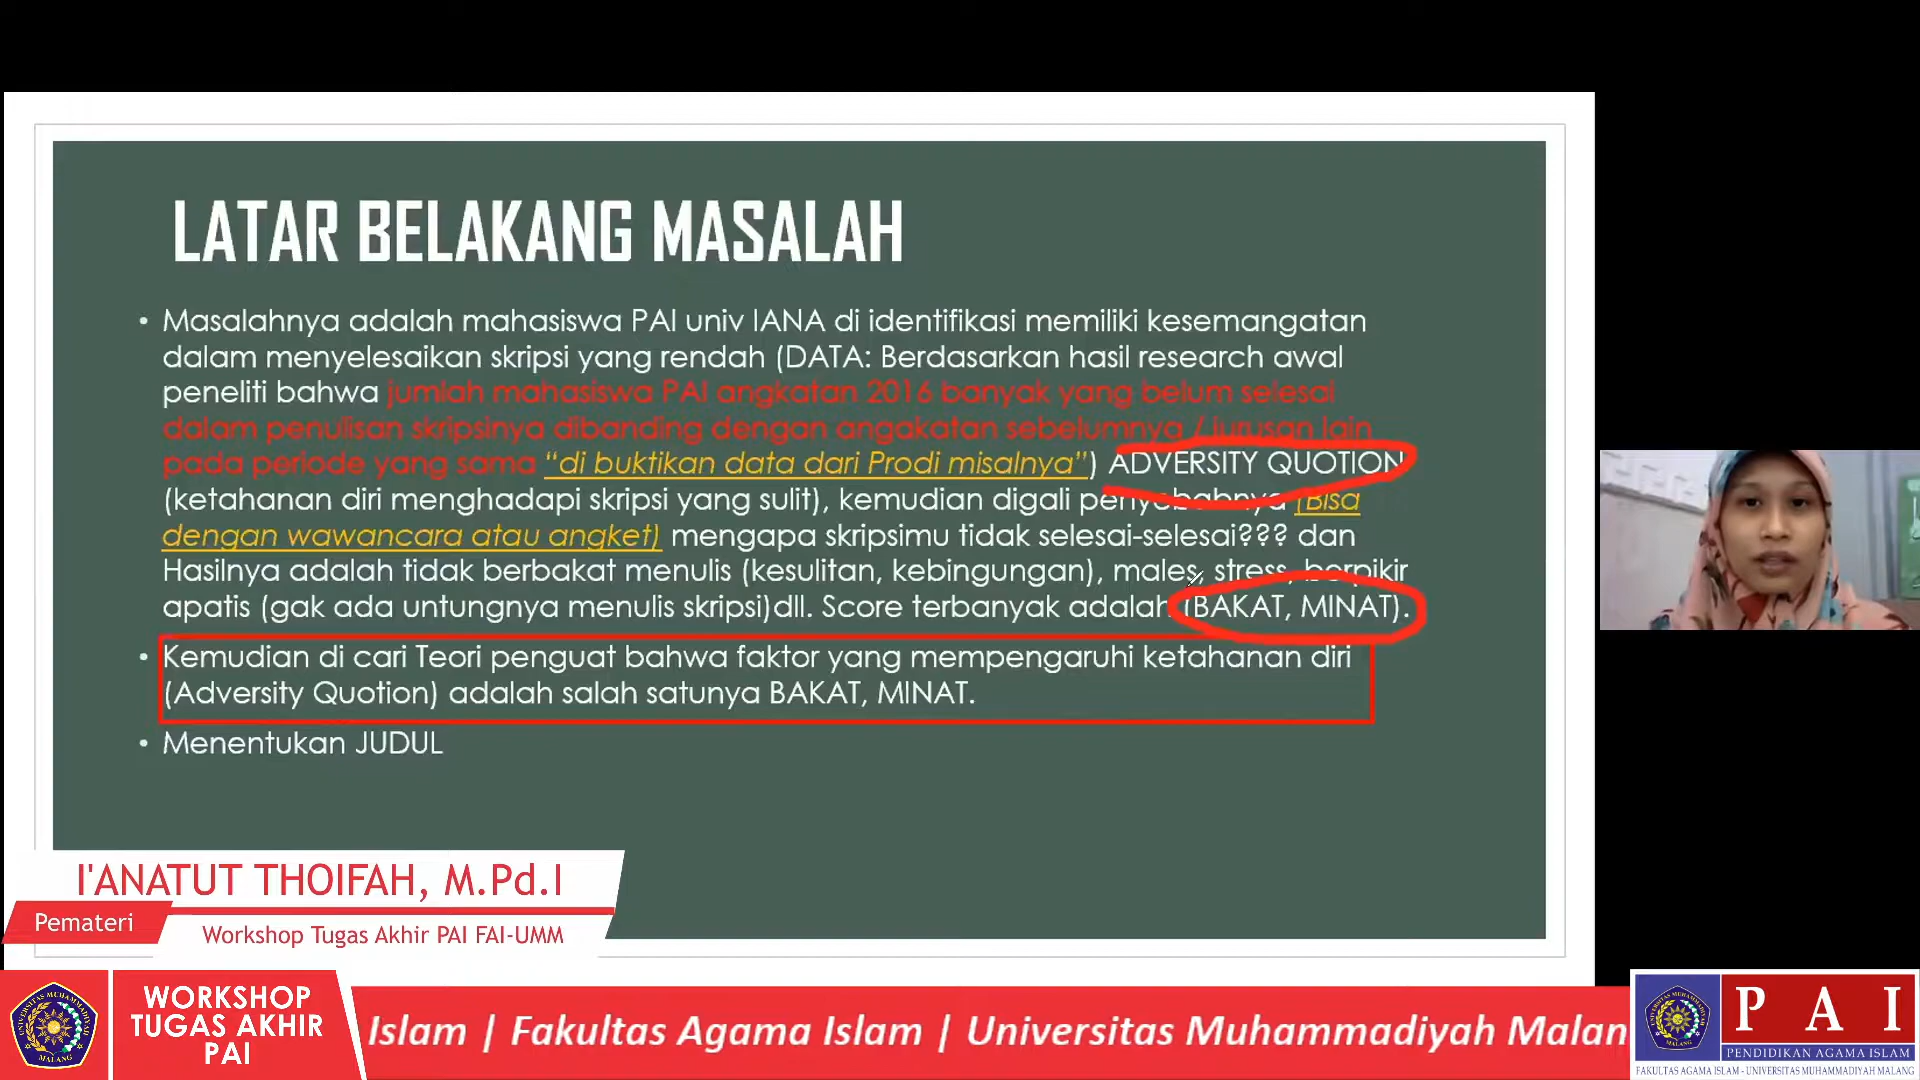 LATAR BELAKANG MASALAH
• Masalahnya adalah mahasiswa PAI univ IANA di identifikasi memiliki kesemangatan
dalam menyelesaikan skripsi yang rendah (DATA: Berdasarkan hasil research awal
peneliti bahwa jumlah mahasiswa PAI angkatan 2016 banyak yang belum selesai
dalam penulisan skripsinya dibanding dengan angakatan sebelumnya / jurusan lain
pada periode yang sama “di buktikan data dari Prodi misalnya”) ADVERSITY QUOTION
(ketahanan diri menghadapi skripsi yang sulit), kemudian digali penyebabnya (Bisa
dengan wawancara atau angket) mengapa skripsimu tidak selesai-selesai??? dan
Hasilnya adalah tidak berbakat menulis (kesulitan, kebingungan), males, stress, berpikir
apatis (gak ada untungnya menulis skripsi)dll. Score terbanyak adalah (BAKAT, MINAT).
• Kemudian di cari Teori penguat bahwa faktor yang mempengaruhi ketahanan diri
(Adversity Quotion) adalah salah satunya BAKAT, MINAT.
• Menentukan JUDUL
I'ANATUT THOIFAH, M.Pd.I
Pemateri
Workshop Tugas Akhir PAI FAI-UMM
WORKSHOP
TUGAS AKHIR
PAI
Islam | Fakultas Agama Islam | Universitas Muhammadiyah Malan
PAI
PENDIDIKAN AGAMA ISLAM
FAKULTAS AGAMA ISLAM - UNIVERSITAS MUHAMMADIYAH MALANG